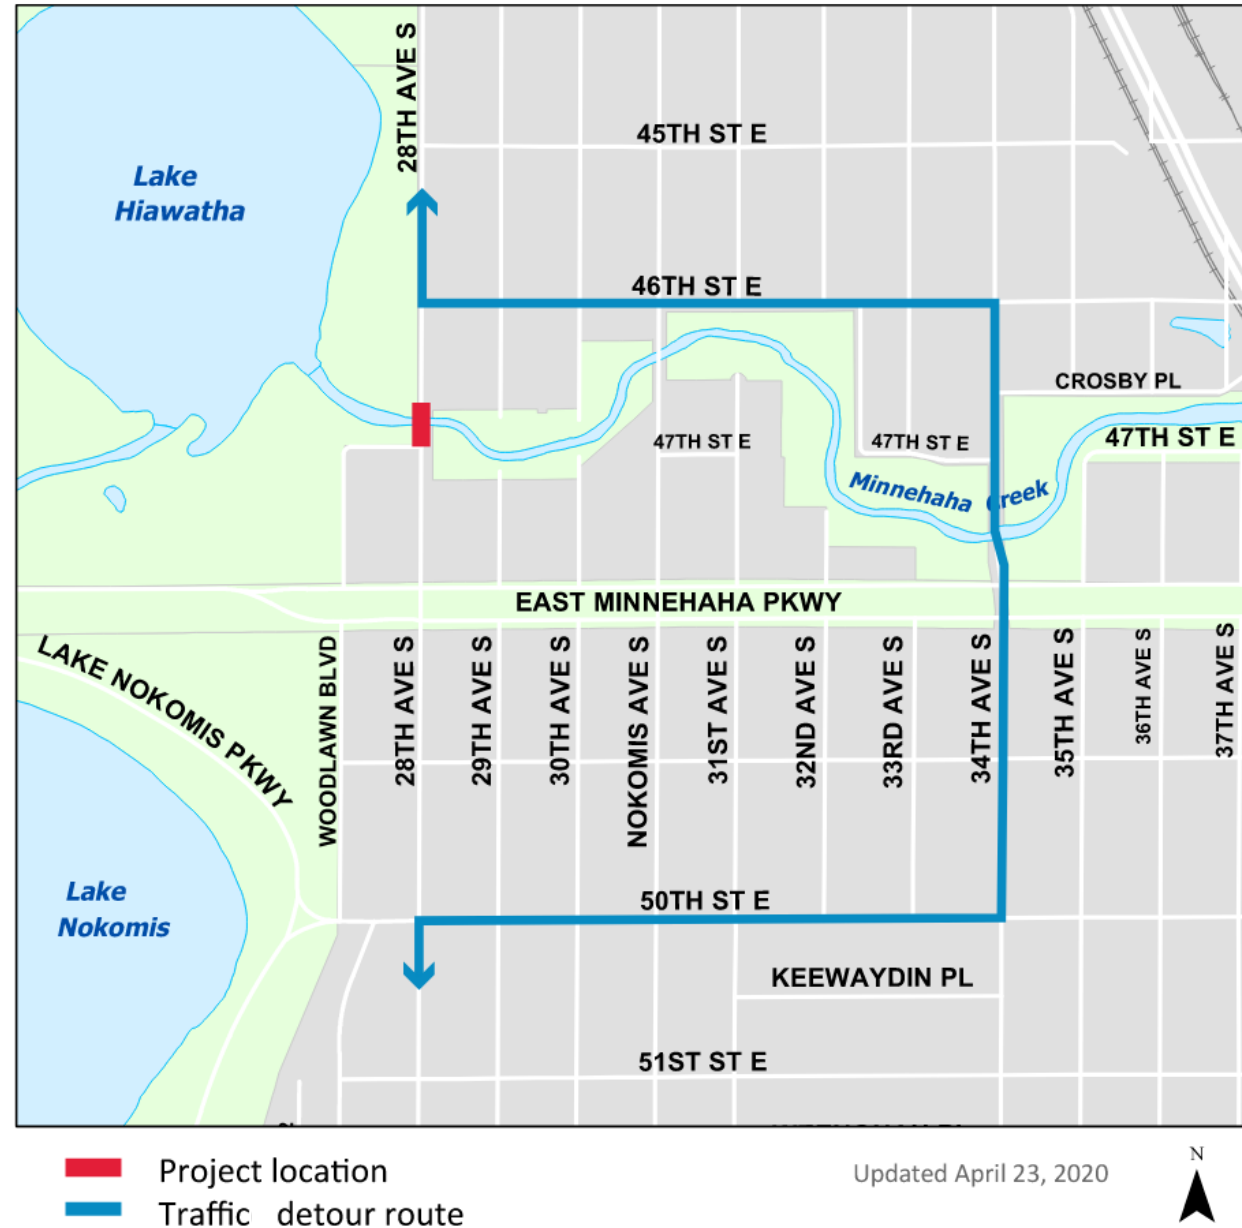 28TH AVE S
45TH ST E
Lake
Hiawatha
46TH ST E
CROSBY PL
47TH ST E
47TH ST E
47TH ST E
Minnehaha Creek
EAST MINNEHAHA PKWY
LAKE NOKOMIS PKWY
WOODLAWN BLVD
28TH AVE S
29TH AVE S
30TH AVE S
NOKOMIS AVE S
31ST AVE S
32ND AVE S
33RD AVE S
34TH AVE S
35TH AVE S
36TH AVE S
37TH AVE S
Lake
Nokomis
50TH ST E
KEEWAYDIN PL
51ST ST E
Project location
Traffic detour route
Updated April 23, 2020
N